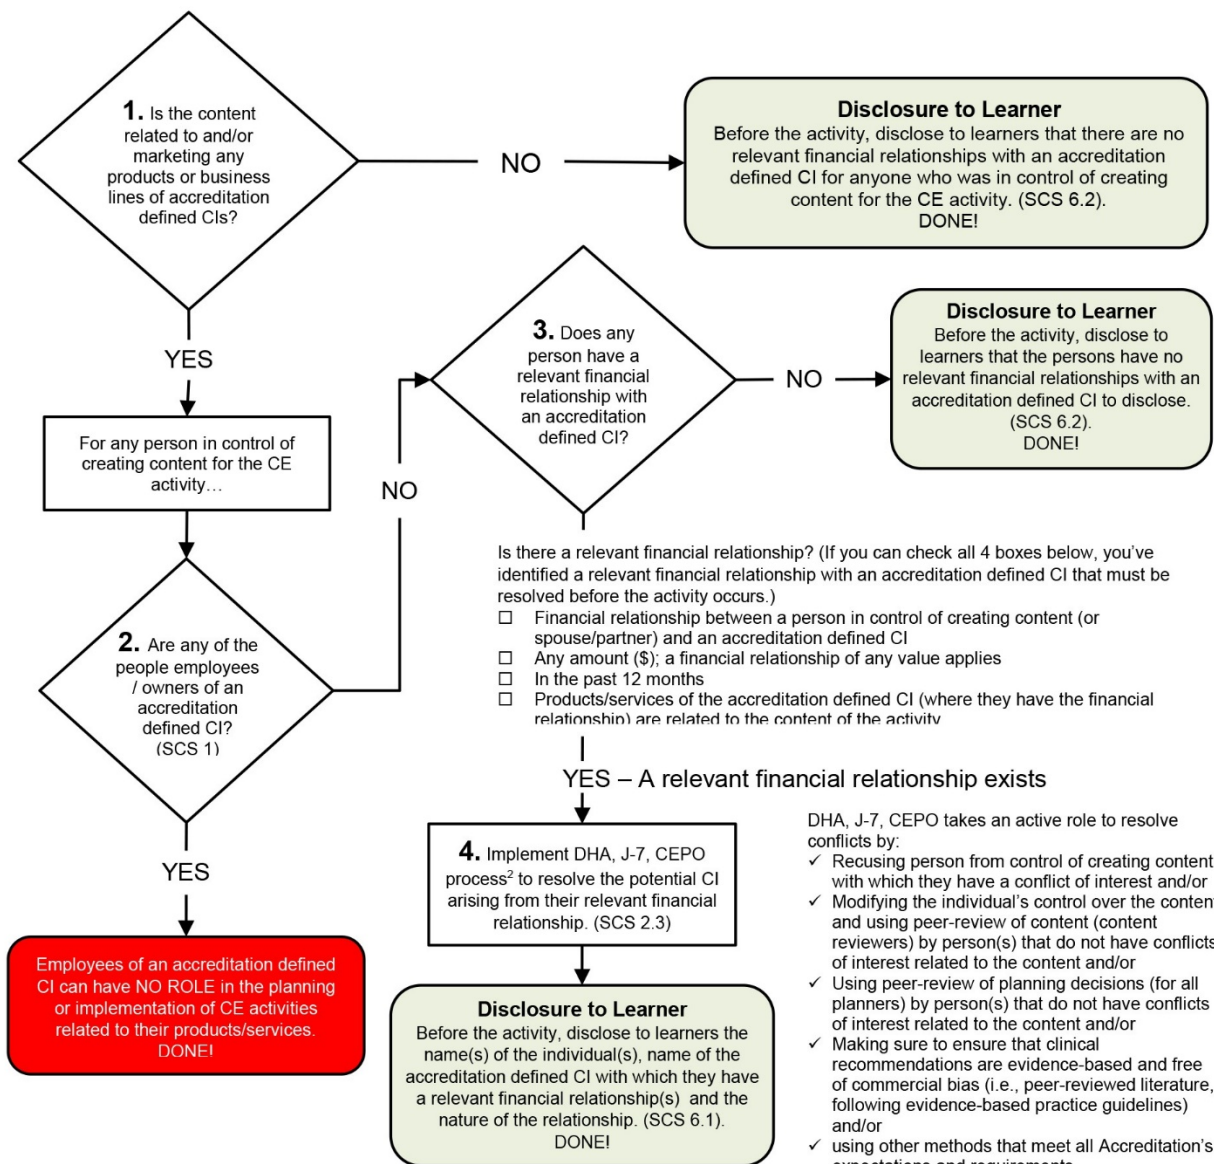 1. Is the content
related to and/or
marketing any
products or business
lines of accreditation
defined CIs?
NO
Disclosure to Learner
Before the activity, disclose to learners that there are no
relevant financial relationships with an accreditation
defined CI for anyone who was in control of creating
content for the CE activity. (SCS 6.2).
DONE!
YES
For any person in control of
creating content for the CE
activity…
2. Are any of the
people employees
/ owners of an
accreditation
defined CI?
(SCS 1)
NO
3. Does any
person have a
relevant financial
relationship with
an accreditation
defined CI?
NO
Disclosure to Learner
Before the activity, disclose to
learners that the persons have no
relevant financial relationships with an
accreditation defined CI to disclose.
(SCS 6.2).
DONE!
Is there a relevant financial relationship? (If you can check all 4 boxes below, you’ve
identified a relevant financial relationship with an accreditation defined CI that must be
resolved before the activity occurs.)
☐ Financial relationship between a person in control of creating content (or
spouse/partner) and an accreditation defined CI
☐ Any amount ($); a financial relationship of any value applies
☐ In the past 12 months
☐ Products/services of the accreditation defined CI (where they have the financial
relationship) are related to the content of the activity
YES
Employees of an accreditation defined
CI can have NO ROLE in the planning
or implementation of CE activities
related to their products/services.
DONE!
YES – A relevant financial relationship exists
4. Implement DHA, J-7, CEPO
process² to resolve the potential CI
arising from their relevant financial
relationship. (SCS 2.3)
Disclosure to Learner
Before the activity, disclose to learners the
name(s) of the individual(s), name of the
accreditation defined CI with which they have
a relevant financial relationship(s) and the
nature of the relationship. (SCS 6.1).
DONE!
DHA, J-7, CEPO takes an active role to resolve
conflicts by:
✓ Recusing person from control of creating content
with which they have a conflict of interest and/or
✓ Modifying the individual’s control over the content
and using peer-review of content (content
reviewers) by person(s) that do not have conflicts
of interest related to the content and/or
✓ Using peer-review of planning decisions (for all
planners) by person(s) that do not have conflicts
of interest related to the content and/or
✓ Making sure to ensure that clinical
recommendations are evidence-based and free
of commercial bias (i.e., peer-reviewed literature,
following evidence-based practice guidelines)
and/or
✓ using other methods that meet all Accreditation’s
expectations and requirements